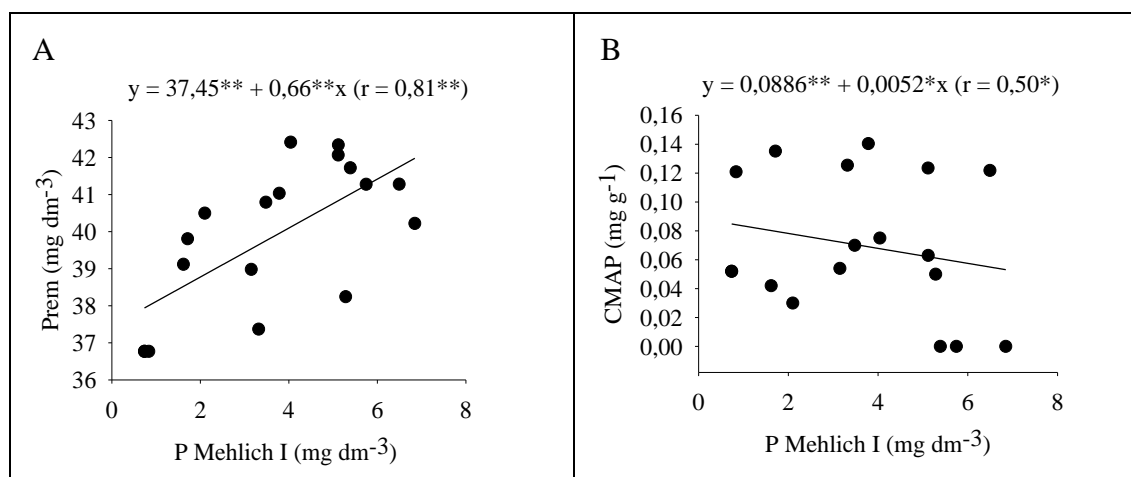 A
y = 37,45** + 0,66**x (r = 0,81**)
Prem (mg dm-3)
43
42
41
40
39
38
37
36
0 2 4 6 8
P Mehlich I (mg dm-3)
B
y = 0,0886** + 0,0052*x (r = 0,50*)
CMAP (mg g-1)
0,16
0,14
0,12
0,10
0,08
0,06
0,04
0,02
0,00
0 2 4 6 8
P Mehlich I (mg dm-3)